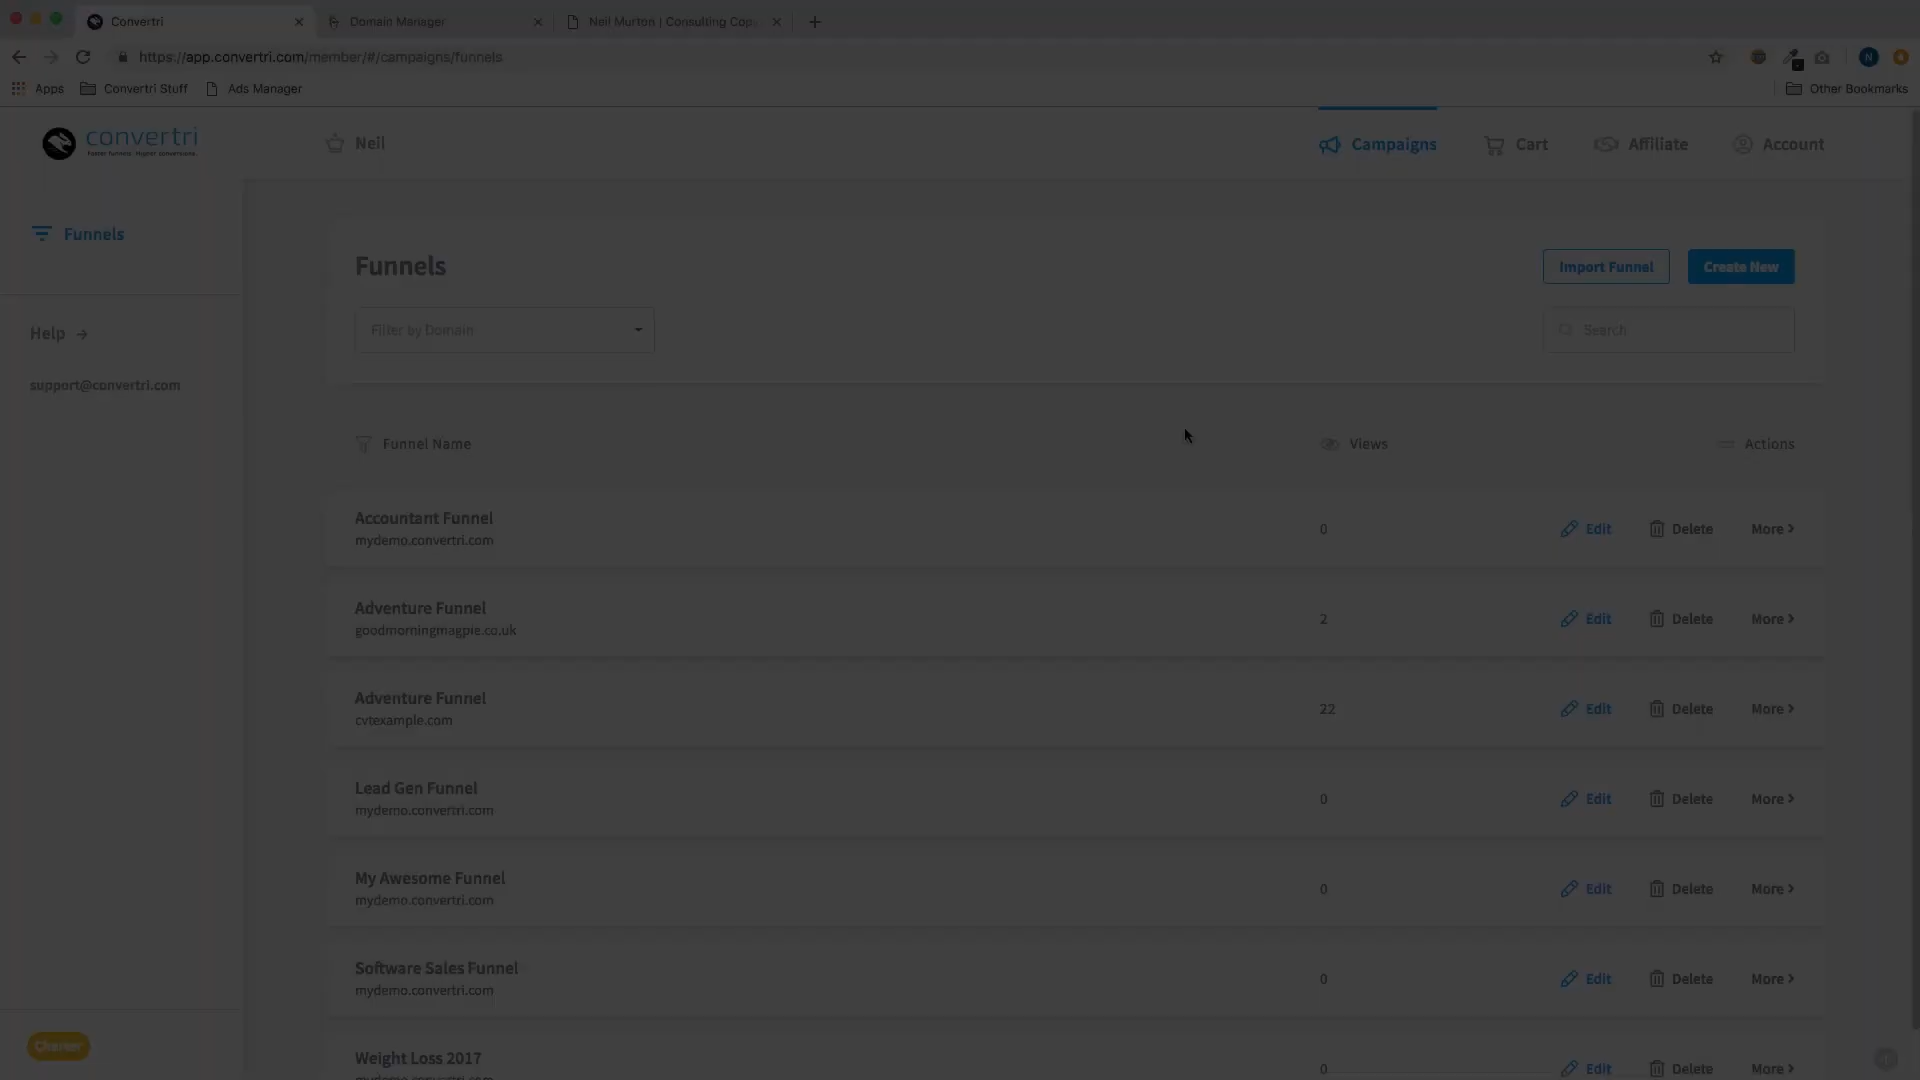 Convertri
Domain Manager
Neil Murton | Consulting Cop
https://app.convertri.com/member/#/campaigns/funnels
Apps
Convertri Stuff
Ads Manager
Other Bookmarks
convertri
Faster funnels. Higher conversions.
Neil
Campaigns
Cart
Affiliate
Account
Funnels
Funnels
Import Funnel
Create New
Filter by Domain
Search
Help →
support@convertri.com
Funnel Name
Views
Actions
Accountant Funnel
mydemo.convertri.com
0
Edit
Delete
More >
Adventure Funnel
goodmorningmagpie.co.uk
2
Edit
Delete
More >
Adventure Funnel
cvtexample.com
22
Edit
Delete
More >
Lead Gen Funnel
mydemo.convertri.com
0
Edit
Delete
More >
My Awesome Funnel
mydemo.convertri.com
0
Edit
Delete
More >
Software Sales Funnel
mydemo.convertri.com
0
Edit
Delete
More >
Weight Loss 2017
mydemo.convertri.com
0
Edit
Delete
More >